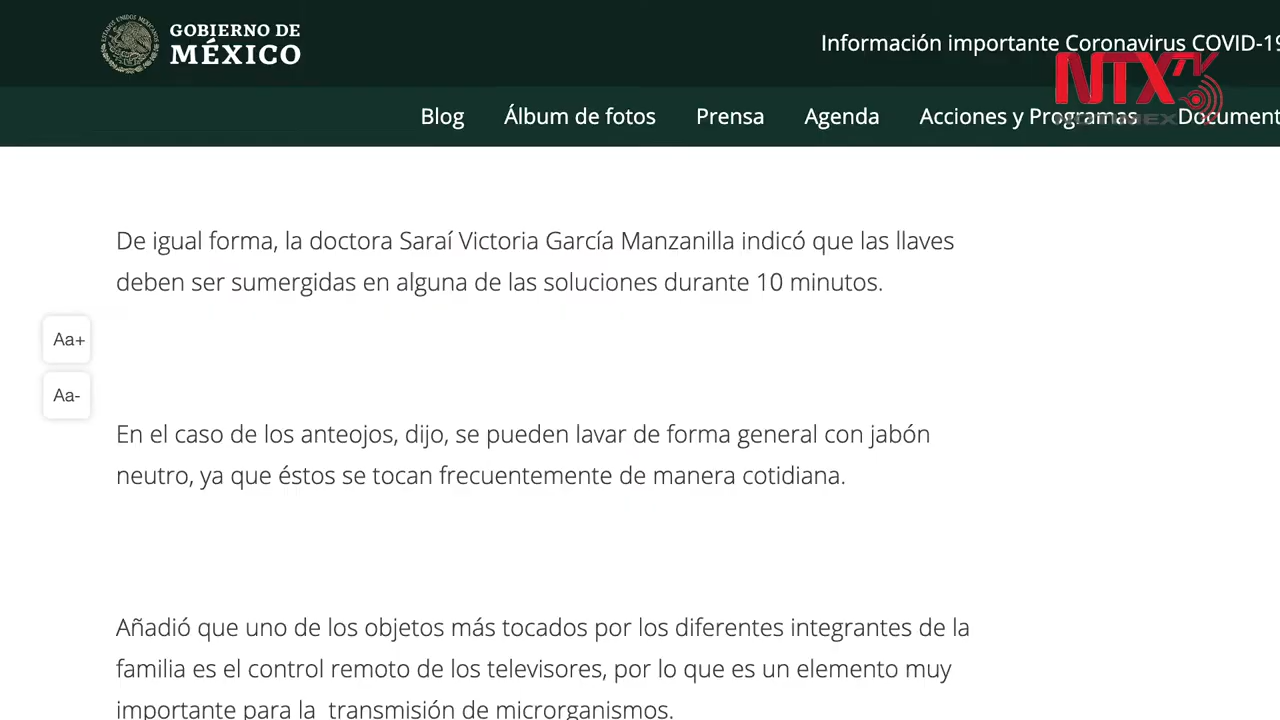 GOBIERNO DE
MÉXICO
Información importante Coronavirus COVID-19
NTXTV
NOTIMEX
Blog Álbum de fotos Prensa Agenda Acciones y Programas Document
De igual forma, la doctora Saraí Victoria García Manzanilla indicó que las llaves
deben ser sumergidas en alguna de las soluciones durante 10 minutos.
Aa+
Aa-
En el caso de los anteojos, dijo, se pueden lavar de forma general con jabón
neutro, ya que éstos se tocan frecuentemente de manera cotidiana.
Añadió que uno de los objetos más tocados por los diferentes integrantes de la
familia es el control remoto de los televisores, por lo que es un elemento muy
importante para la  transmisión de microrganismos.